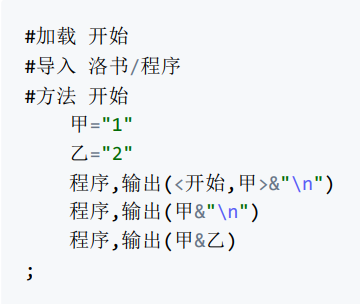 #加载 开始
#导入 洛书/程序
#方法 开始
甲="1"
乙="2"
程序,输出(<开始,甲>&"\n")
程序,输出(甲&"\n")
程序,输出(甲&乙)
;